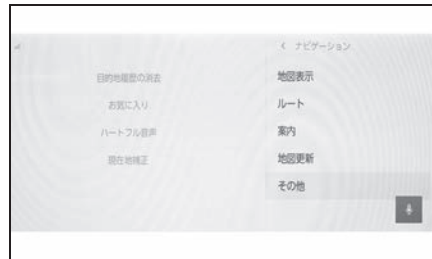 目的地履歴の消去
お気に入り
ハートフル音声
現在地補正
< ナビゲーション
地図表示
ルート
案内
地図更新
その他